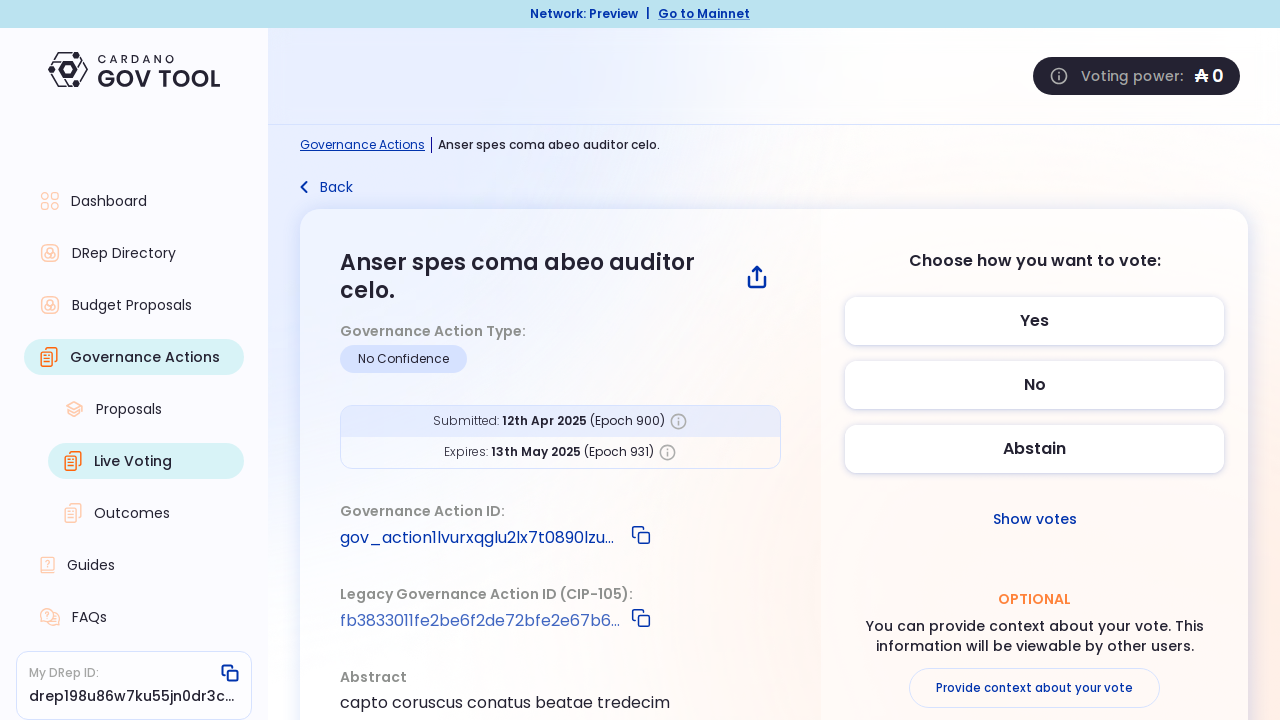 Network: Preview | Go to Mainnet
CARDANO
GOV TOOL
Voting power: ₳ 0
Governance Actions | Anser spes coma abeo auditor celo.
Back
Dashboard
DRep Directory
Budget Proposals
Governance Actions
Proposals
Live Voting
Outcomes
Guides
FAQs
My DRep ID:
drep198u86w7ku55jn0dr3c...
Anser spes coma abeo auditor
celo.
Governance Action Type:
No Confidence
Submitted: 12th Apr 2025 (Epoch 900)
Expires: 13th May 2025 (Epoch 931)
Governance Action ID:
gov_action1lvurxqglu2lx7t0890lzu...
Legacy Governance Action ID (CIP-105):
fb3833011fe2be6f2de72bfe2e67b6...
Abstract
capto coruscus conatus beatae tredecim
Choose how you want to vote:
Yes
No
Abstain
Show votes
OPTIONAL
You can provide context about your vote. This
information will be viewable by other users.
Provide context about your vote